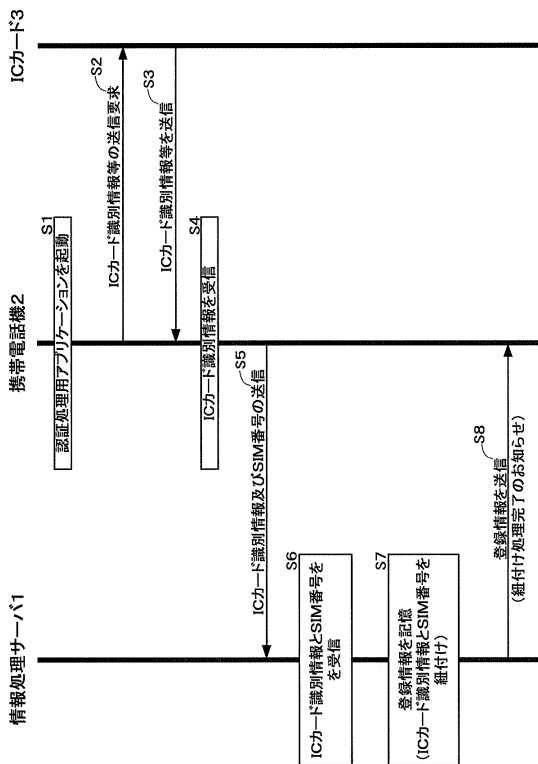 情報処理サーバ1
携帯電話機2
ICカード3
S1
認証処理用アプリケーションを起動
S2
ICカード識別情報等の送信要求
S3
ICカード識別情報等を送信
S4
ICカード識別情報を受信
S5
ICカード識別情報及びSIM番号の送信
S6
ICカード識別情報とSIM番号を
を受信
S7
登録情報を記憶
(ICカード識別情報とSIM番号を
紐付け)
S8
登録情報を送信
(紐付け処理完了のお知らせ)